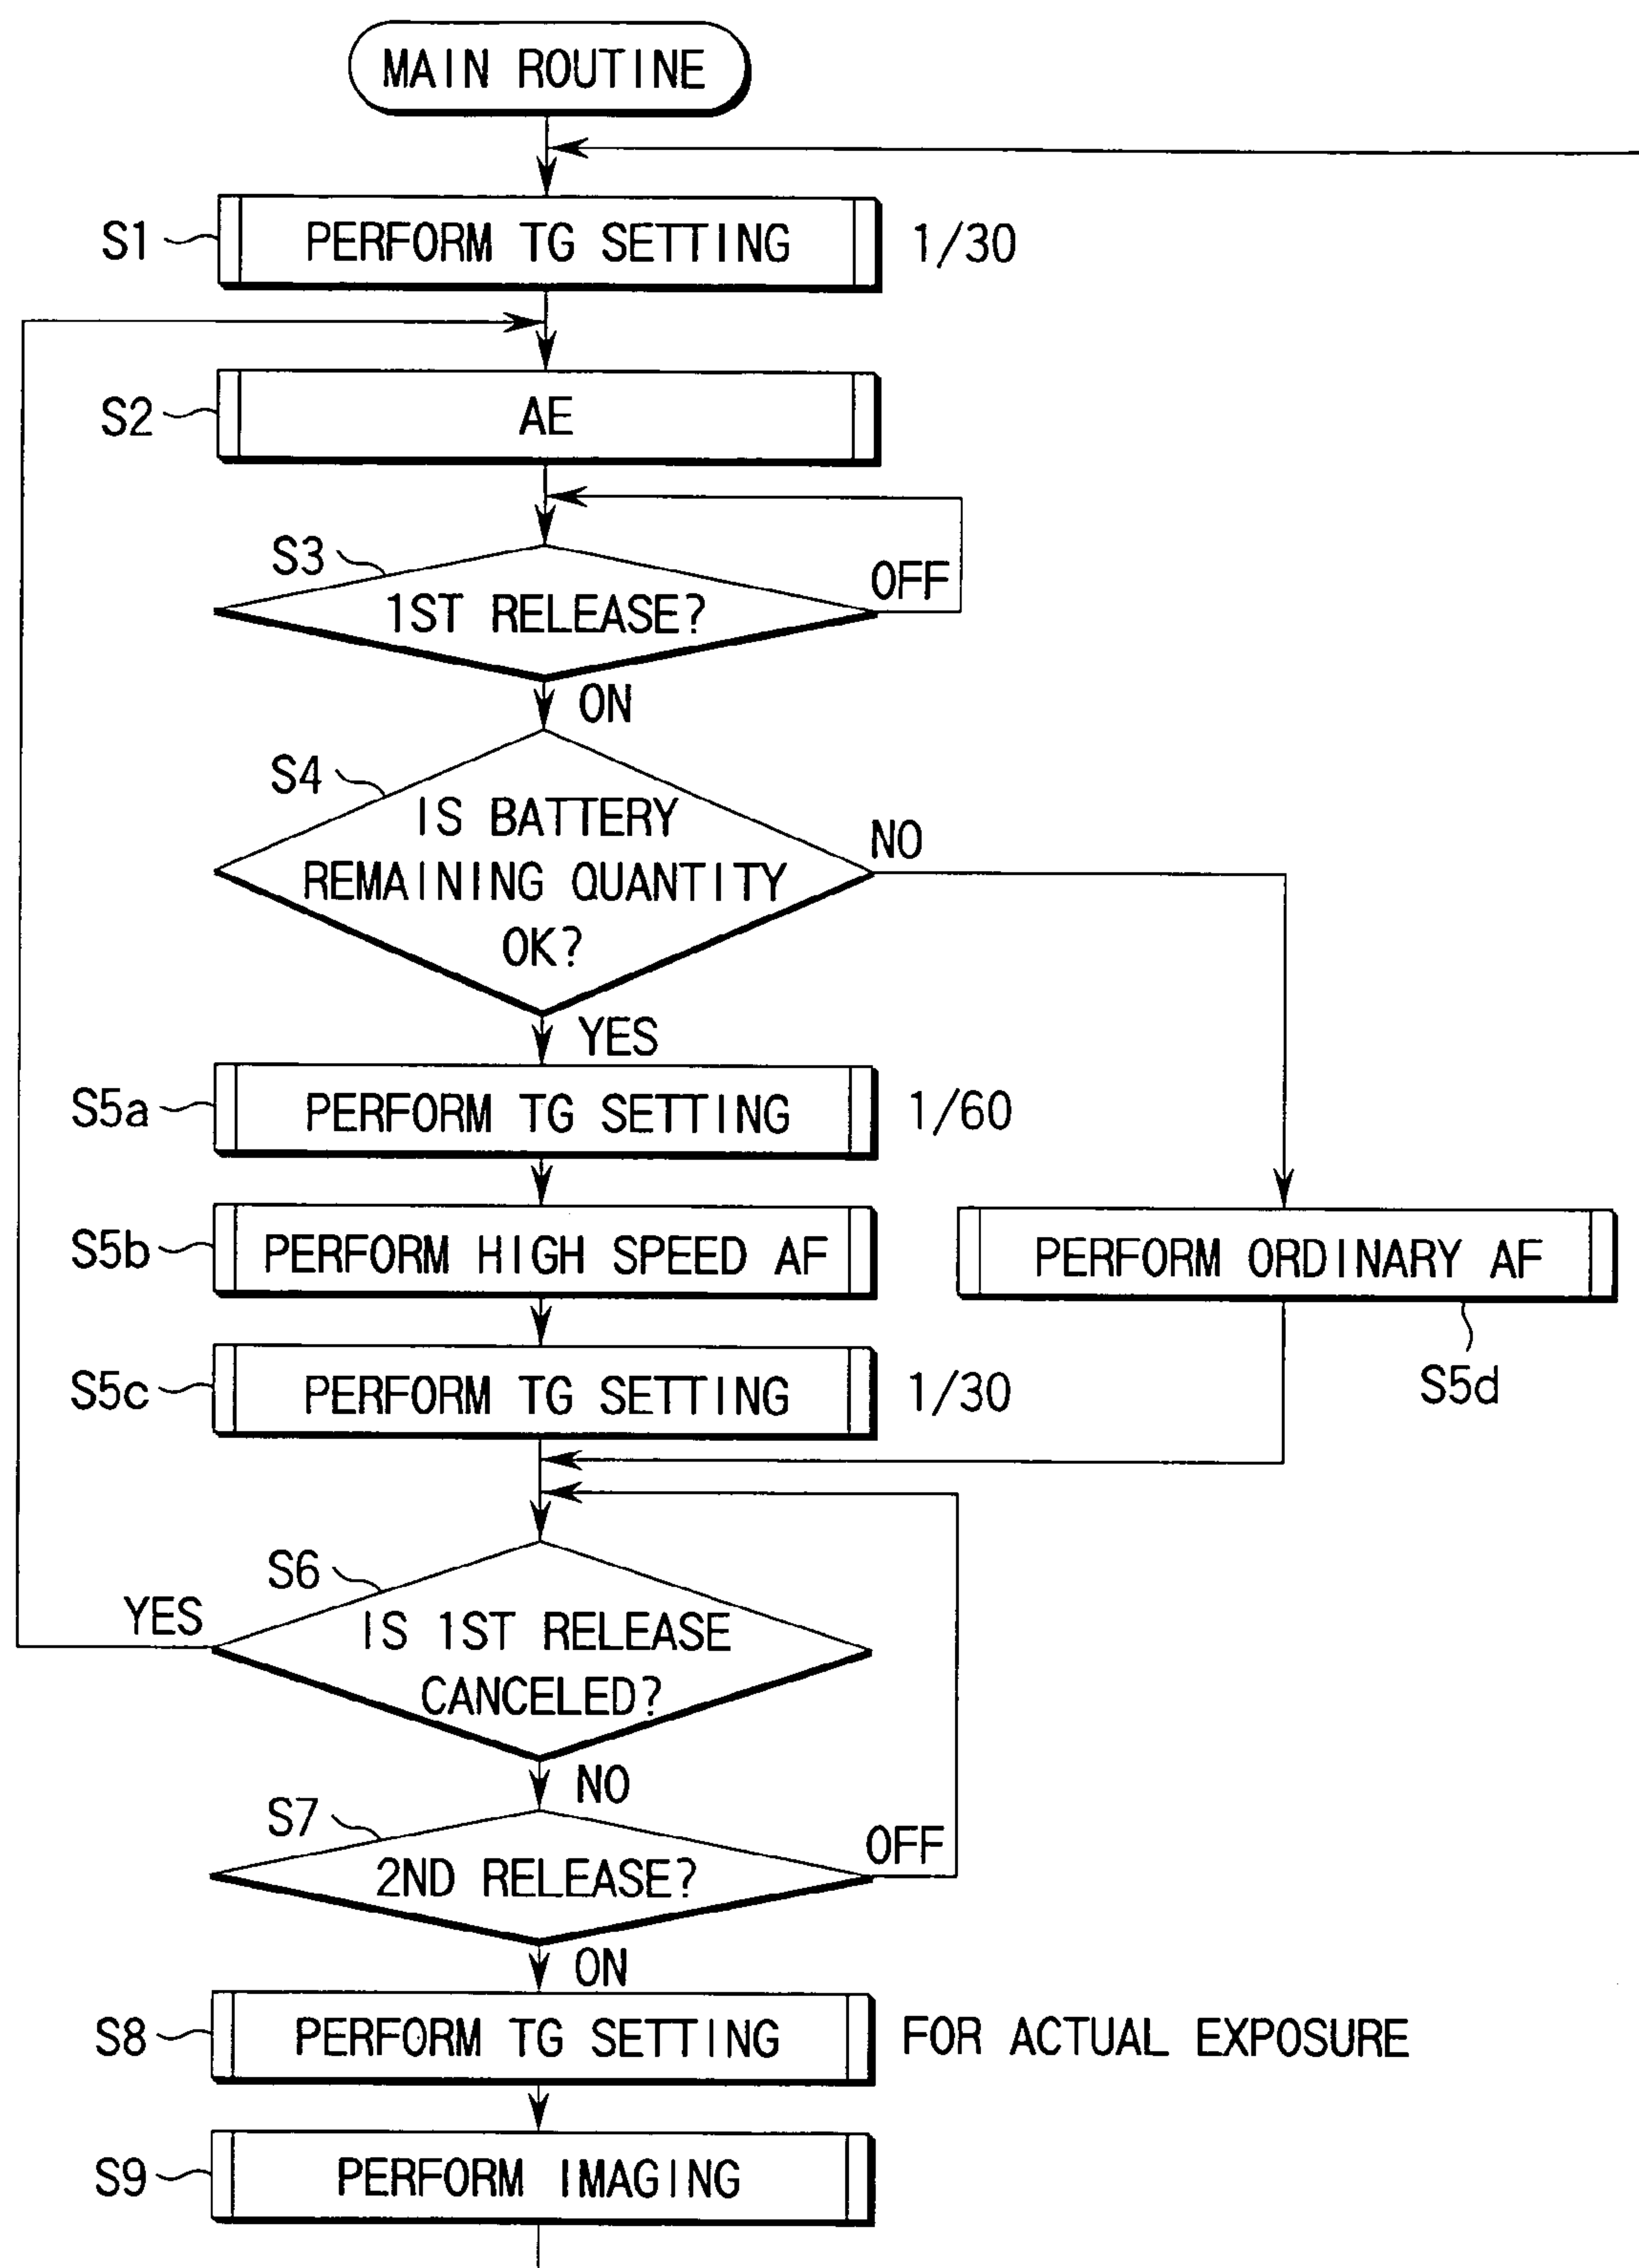 MAIN ROUTINE
S1 PERFORM TG SETTING 1/30
S2 AE
S3 1ST RELEASE? OFF
ON
S4 IS BATTERY
REMAINING QUANTITY
OK?
NO
YES
S5a PERFORM TG SETTING 1/60
S5b PERFORM HIGH SPEED AF
PERFORM ORDINARY AF
S5c PERFORM TG SETTING 1/30
S5d
S6
YES
IS 1ST RELEASE
CANCELED?
NO
S7 2ND RELEASE? OFF
ON
S8 PERFORM TG SETTING FOR ACTUAL EXPOSURE
S9 PERFORM IMAGING